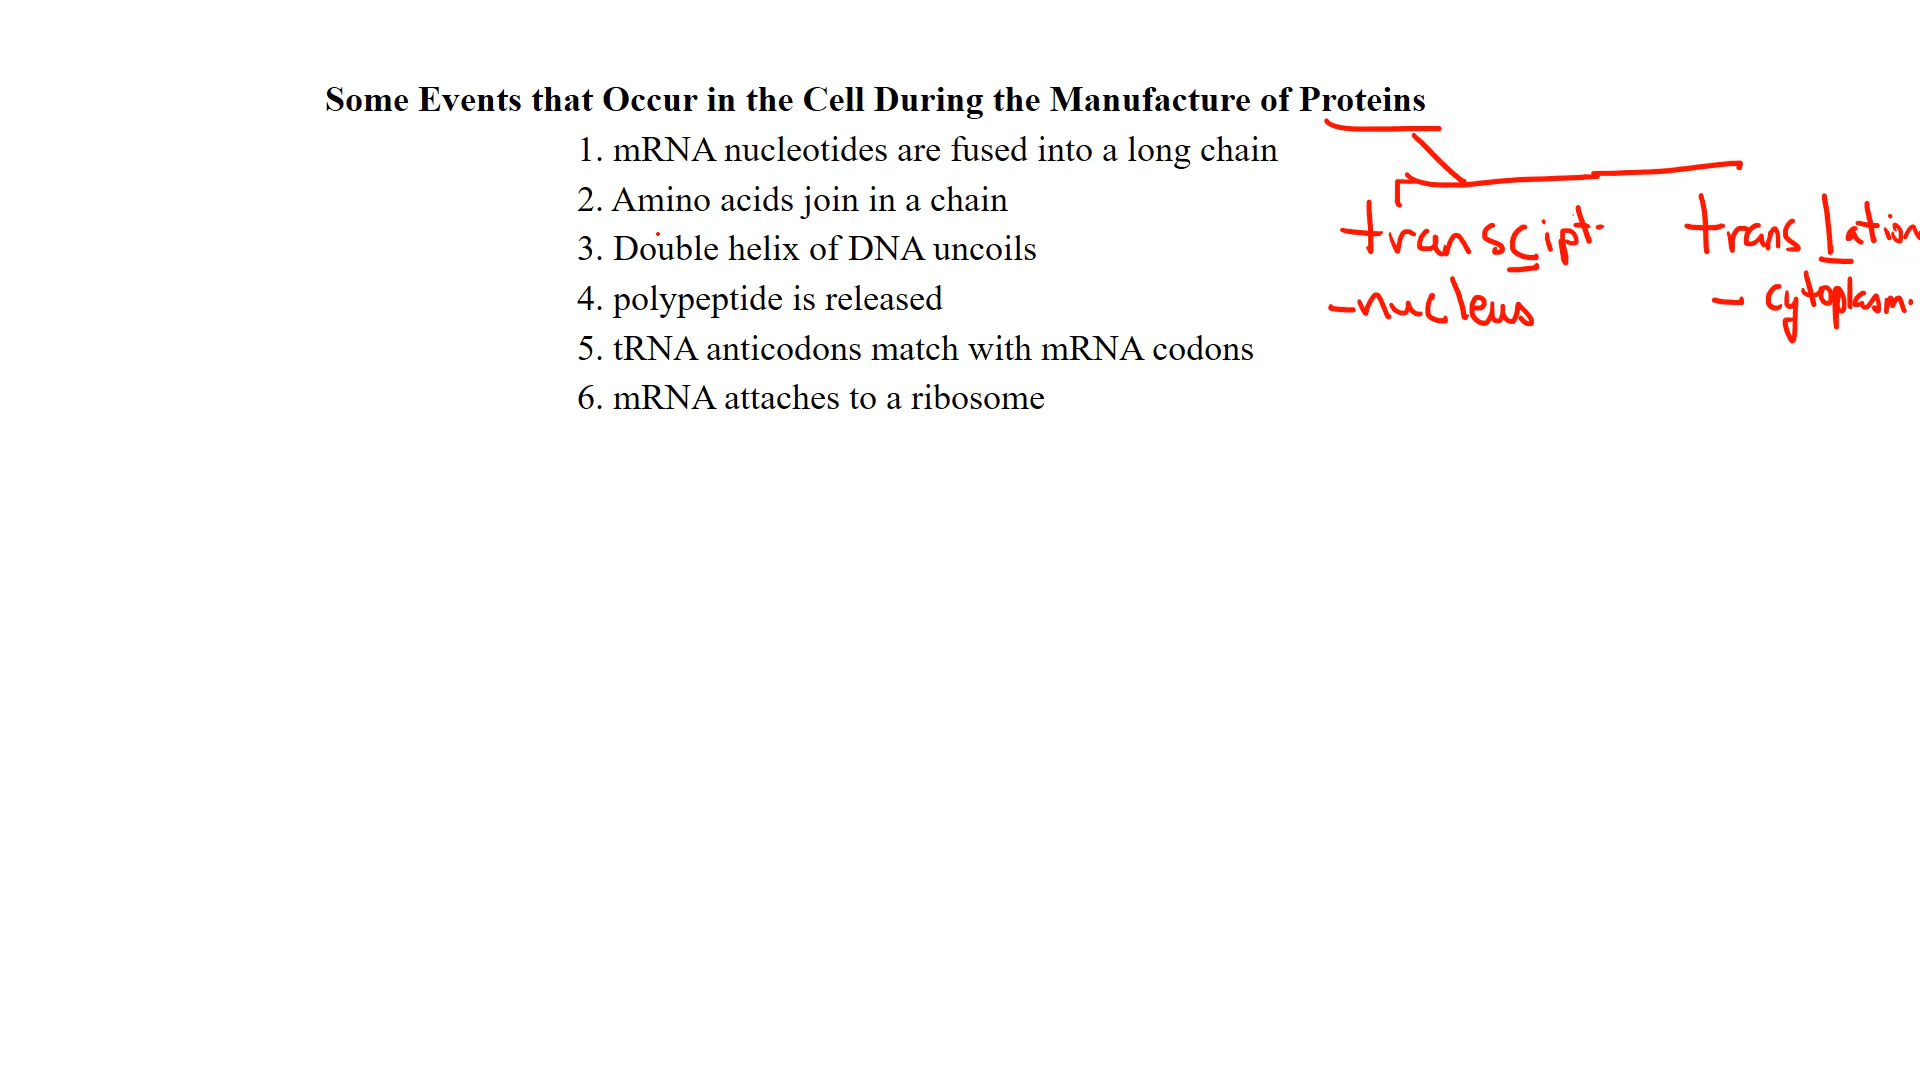 Some Events that Occur in the Cell During the Manufacture of Proteins
1. mRNA nucleotides are fused into a long chain
2. Amino acids join in a chain
3. Double helix of DNA uncoils
4. polypeptide is released
5. tRNA anticodons match with mRNA codons
6. mRNA attaches to a ribosome
transcipt.
-nucleus
translation
- cytoplasm.